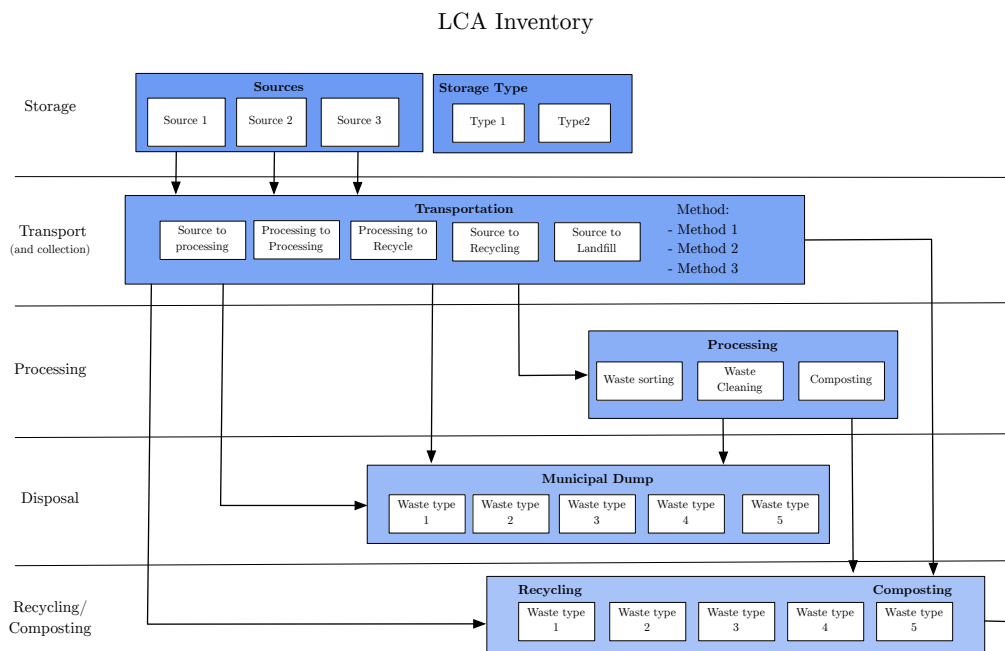 LCA Inventory
Storage
Sources
Source 1
Source 2
Source 3
Storage Type
Type 1
Type2
Transport
(and collection)
Transportation
Source to
processing
Processing to
Processing
Processing to
Recycle
Source to
Recycling
Source to
Landfill
Method:
- Method 1
- Method 2
- Method 3
Processing
Processing
Waste sorting
Waste
Cleaning
Composting
Disposal
Municipal Dump
Waste type
1
Waste type
2
Waste type
3
Waste type
4
Waste type
5
Recycling/
Composting
Recycling
Composting
Waste type
1
Waste type
2
Waste type
3
Waste type
4
Waste type
5